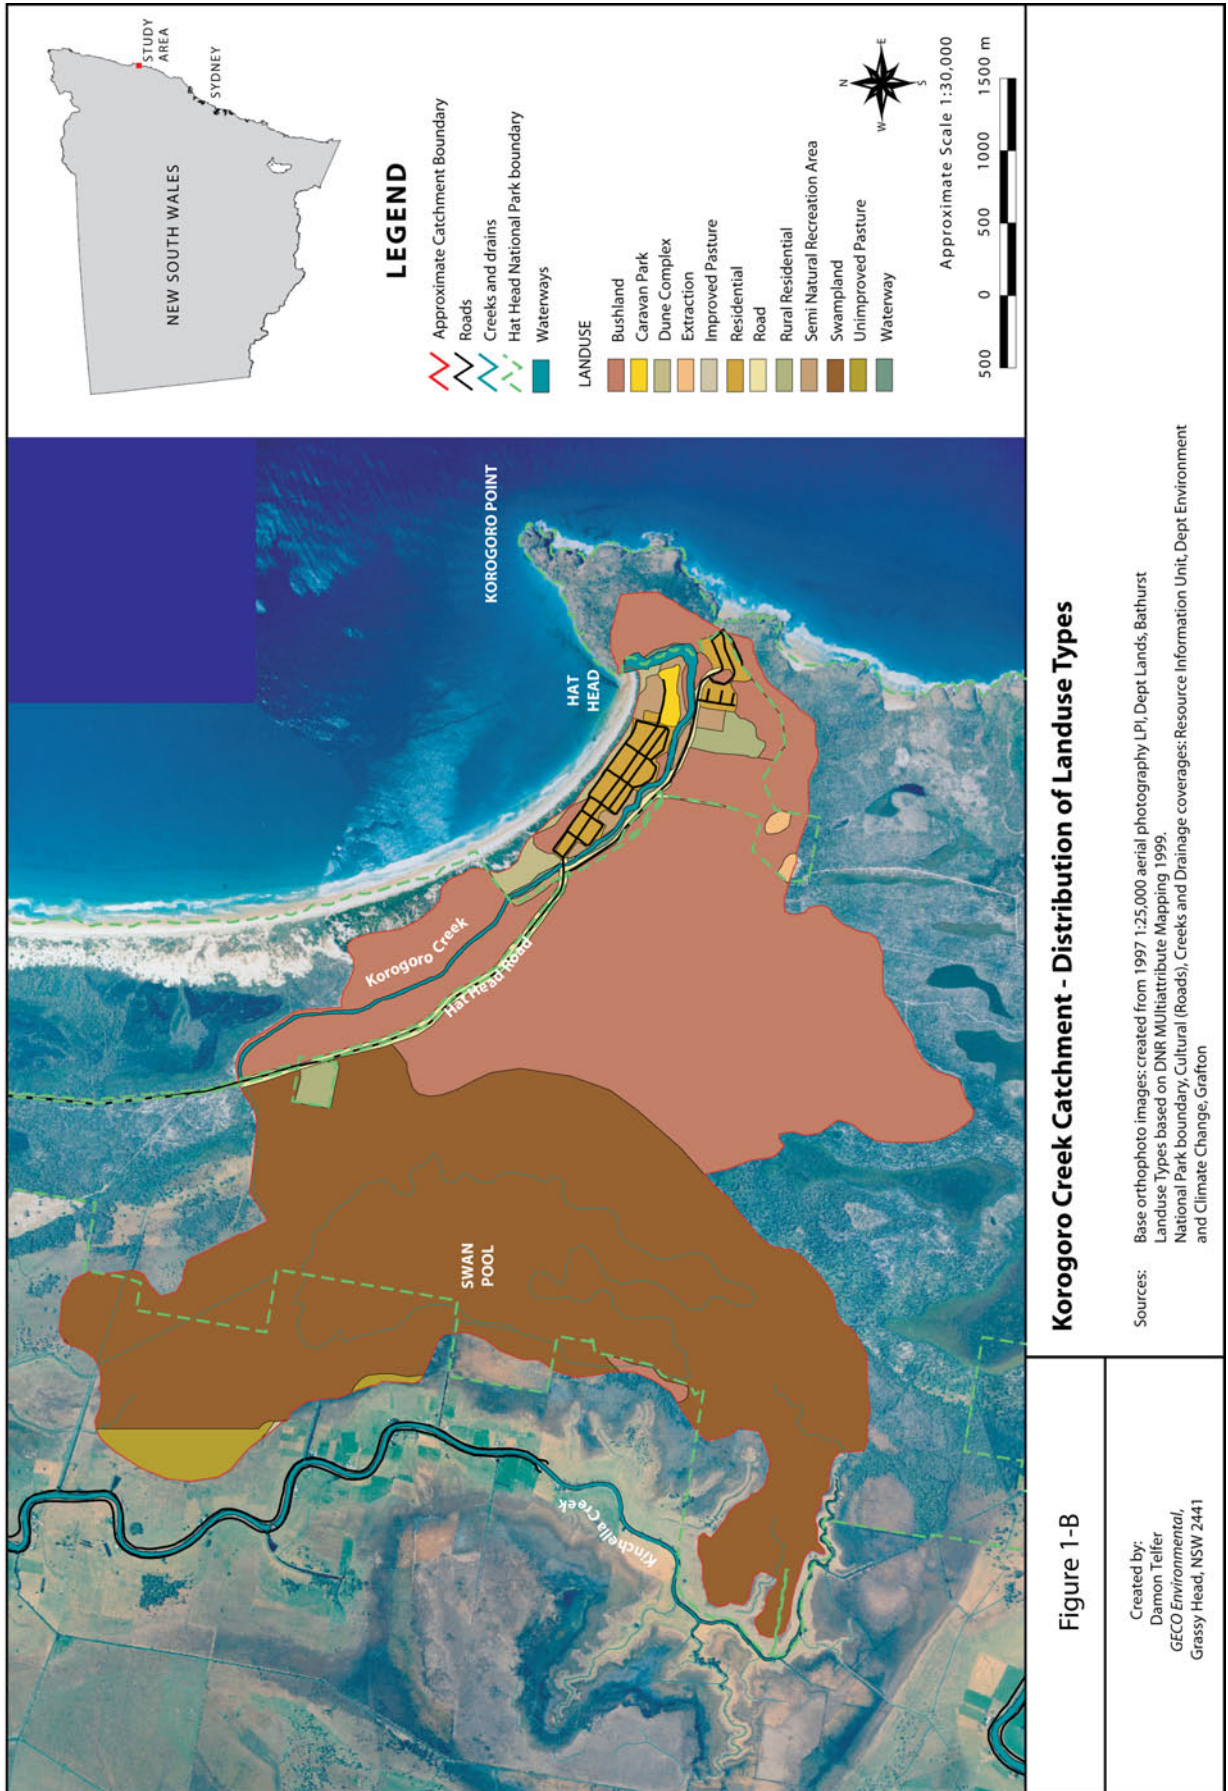 STUDY
AREA
SYDNEY
NEW SOUTH WALES
LEGEND
Approximate Catchment Boundary
Roads
Creeks and drains
Hat Head National Park boundary
Waterways
LANDUSE
Bushland
Caravan Park
Dune Complex
Extraction
Improved Pasture
Residential
Road
Rural Residential
Semi Natural Recreation Area
Swampland
Unimproved Pasture
Waterway
N
E
S
W
Approximate Scale 1:30,000
500 0 500 1000 1500 m
KOROGORO POINT
HAT
HEAD
Korogoro Creek
Hat Head Road
SWAN
POOL
Kinchella Creek
Figure 1-B
Korogoro Creek Catchment - Distribution of Landuse Types
Created by:
Damon Telfer
GECO Environmental,
Grassy Head, NSW 2441
Sources: Base orthophoto images: created from 1997 1:25,000 aerial photography LPI, Dept Lands, Bathurst
Landuse Types based on DNR MUltiattribute Mapping 1999.
National Park boundary, Cultural (Roads), Creeks and Drainage coverages: Resource Information Unit, Dept Environment
and Climate Change, Grafton